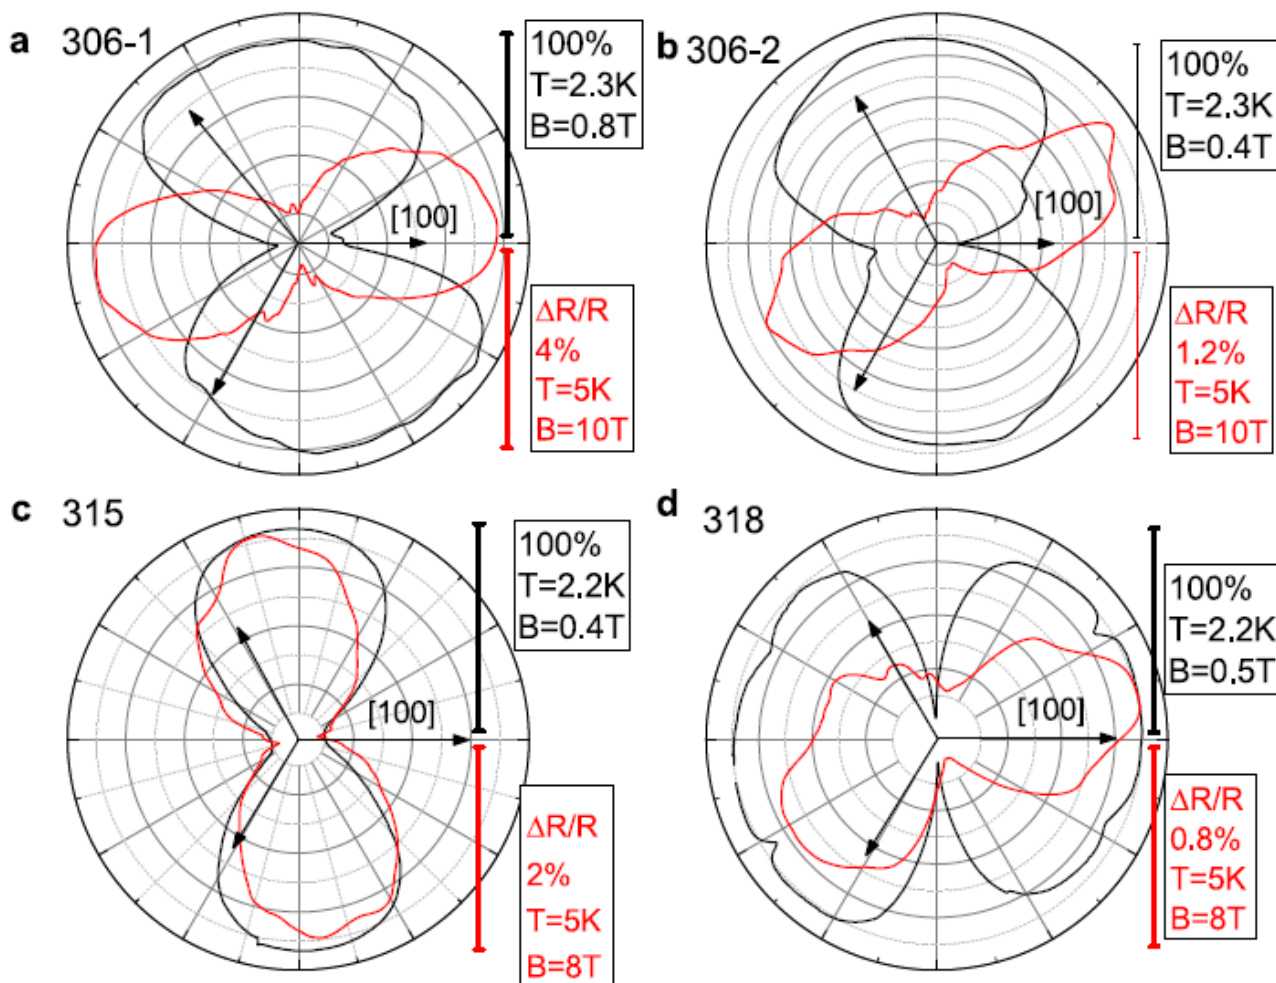 a 306-1
100%
T=2.3K
B=0.8T
[100]
ΔR/R
4%
T=5K
B=10T
b 306-2
100%
T=2.3K
B=0.4T
[100]
ΔR/R
1.2%
T=5K
B=10T
c 315
100%
T=2.2K
B=0.4T
[100]
ΔR/R
2%
T=5K
B=8T
d 318
100%
T=2.2K
B=0.5T
[100]
ΔR/R
0.8%
T=5K
B=8T